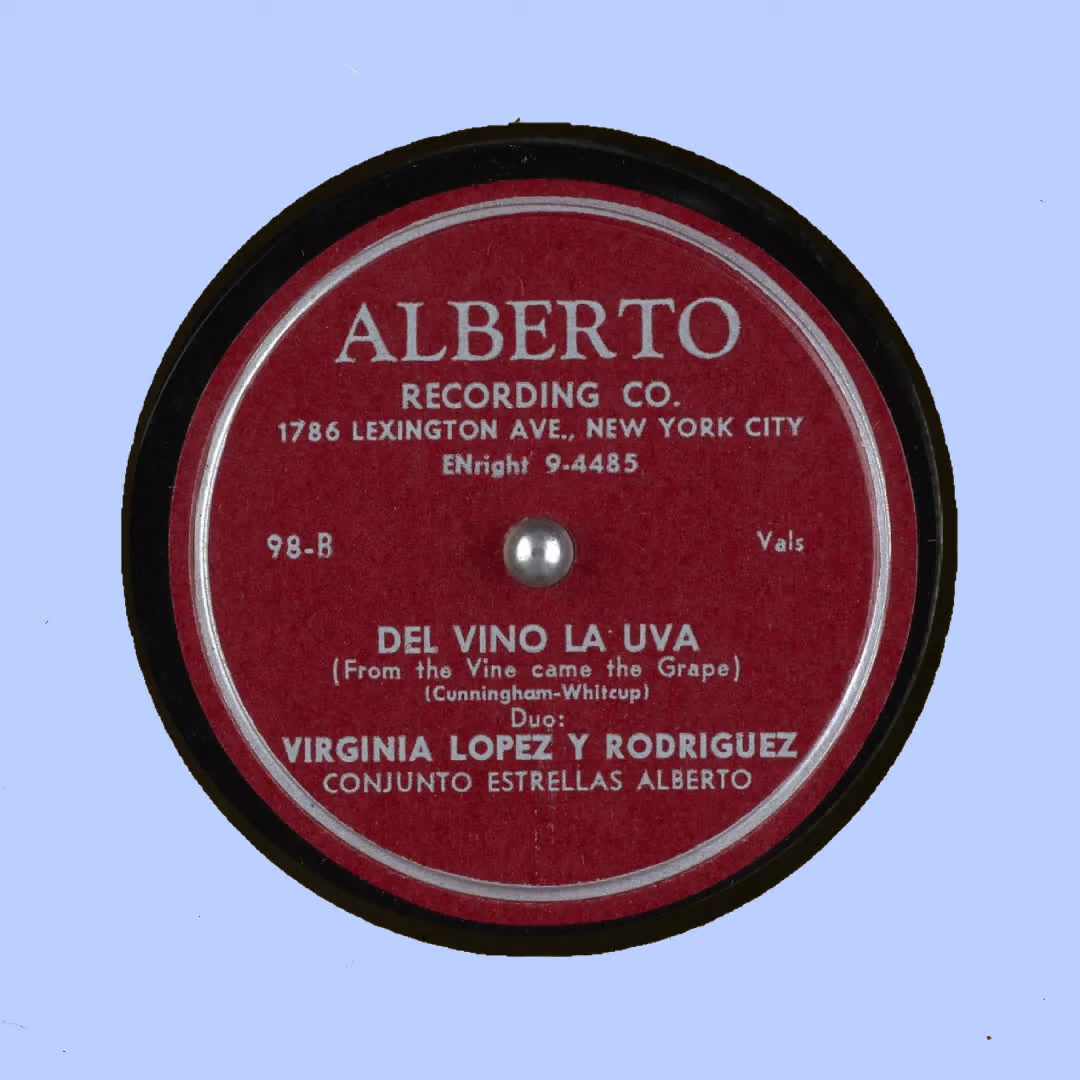 ALBERTO
RECORDING CO.
1786 LEXINGTON AVE., NEW YORK CITY
ENright 9-4485
98-B
Vals
DEL VINO LA UVA
(From the Vine came the Grape)
(Cunningham-Whitcup)
Duo:
VIRGINIA LOPEZ Y RODRIGUEZ
CONJUNTO ESTRELLAS ALBERTO